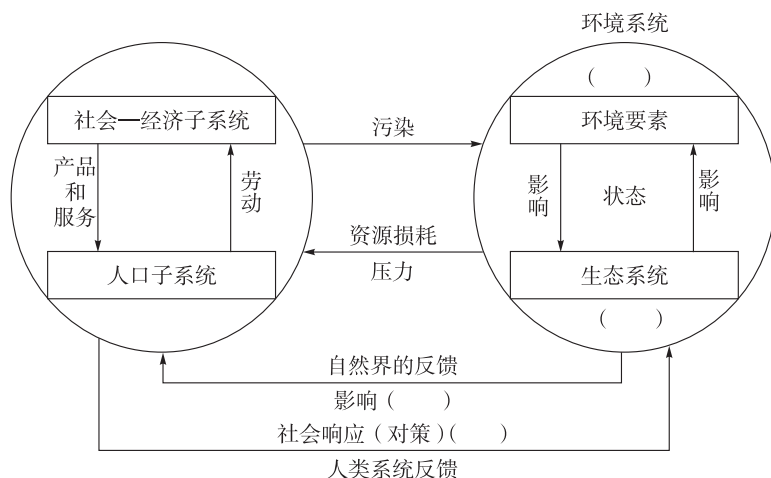 环境系统
(    )
社会—经济子系统
环境要素
污染
产品
和
服务
劳
动
影
响
状态
影
响
资源损耗
压力
人口子系统
生态系统
(    )
自然界的反馈
影响(    )
社会响应(对策)(    )
人类系统反馈